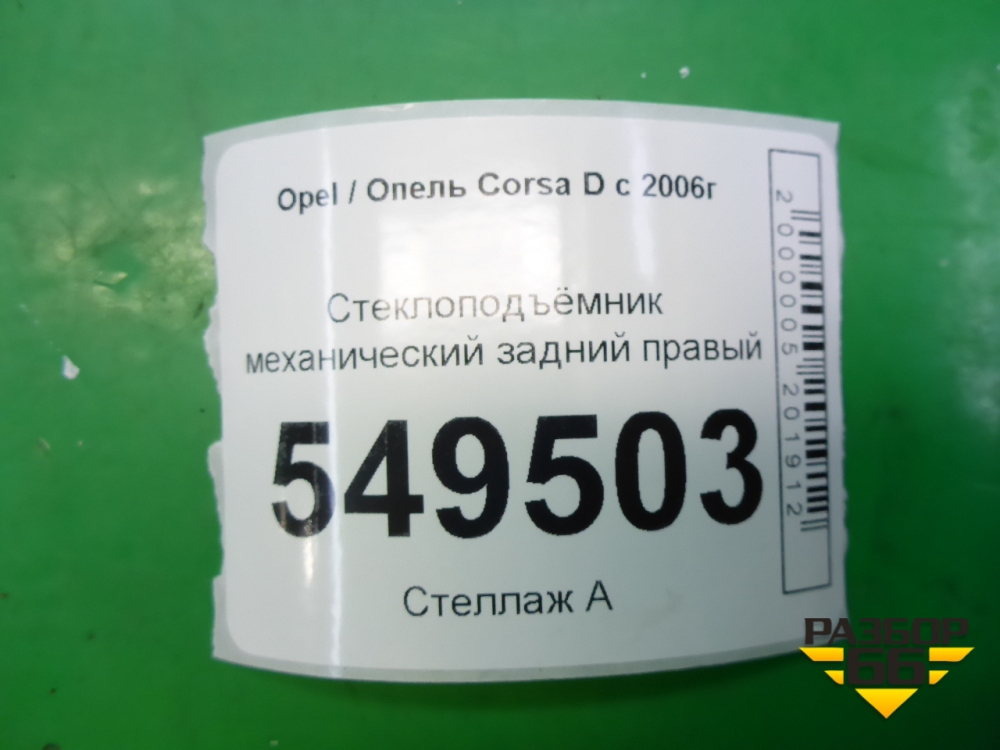 Opel / Опель Corsa D с 2006г
Стеклоподъёмник
механический задний правый
549503
Стеллаж А
2000005201912
РАЗБОР
66